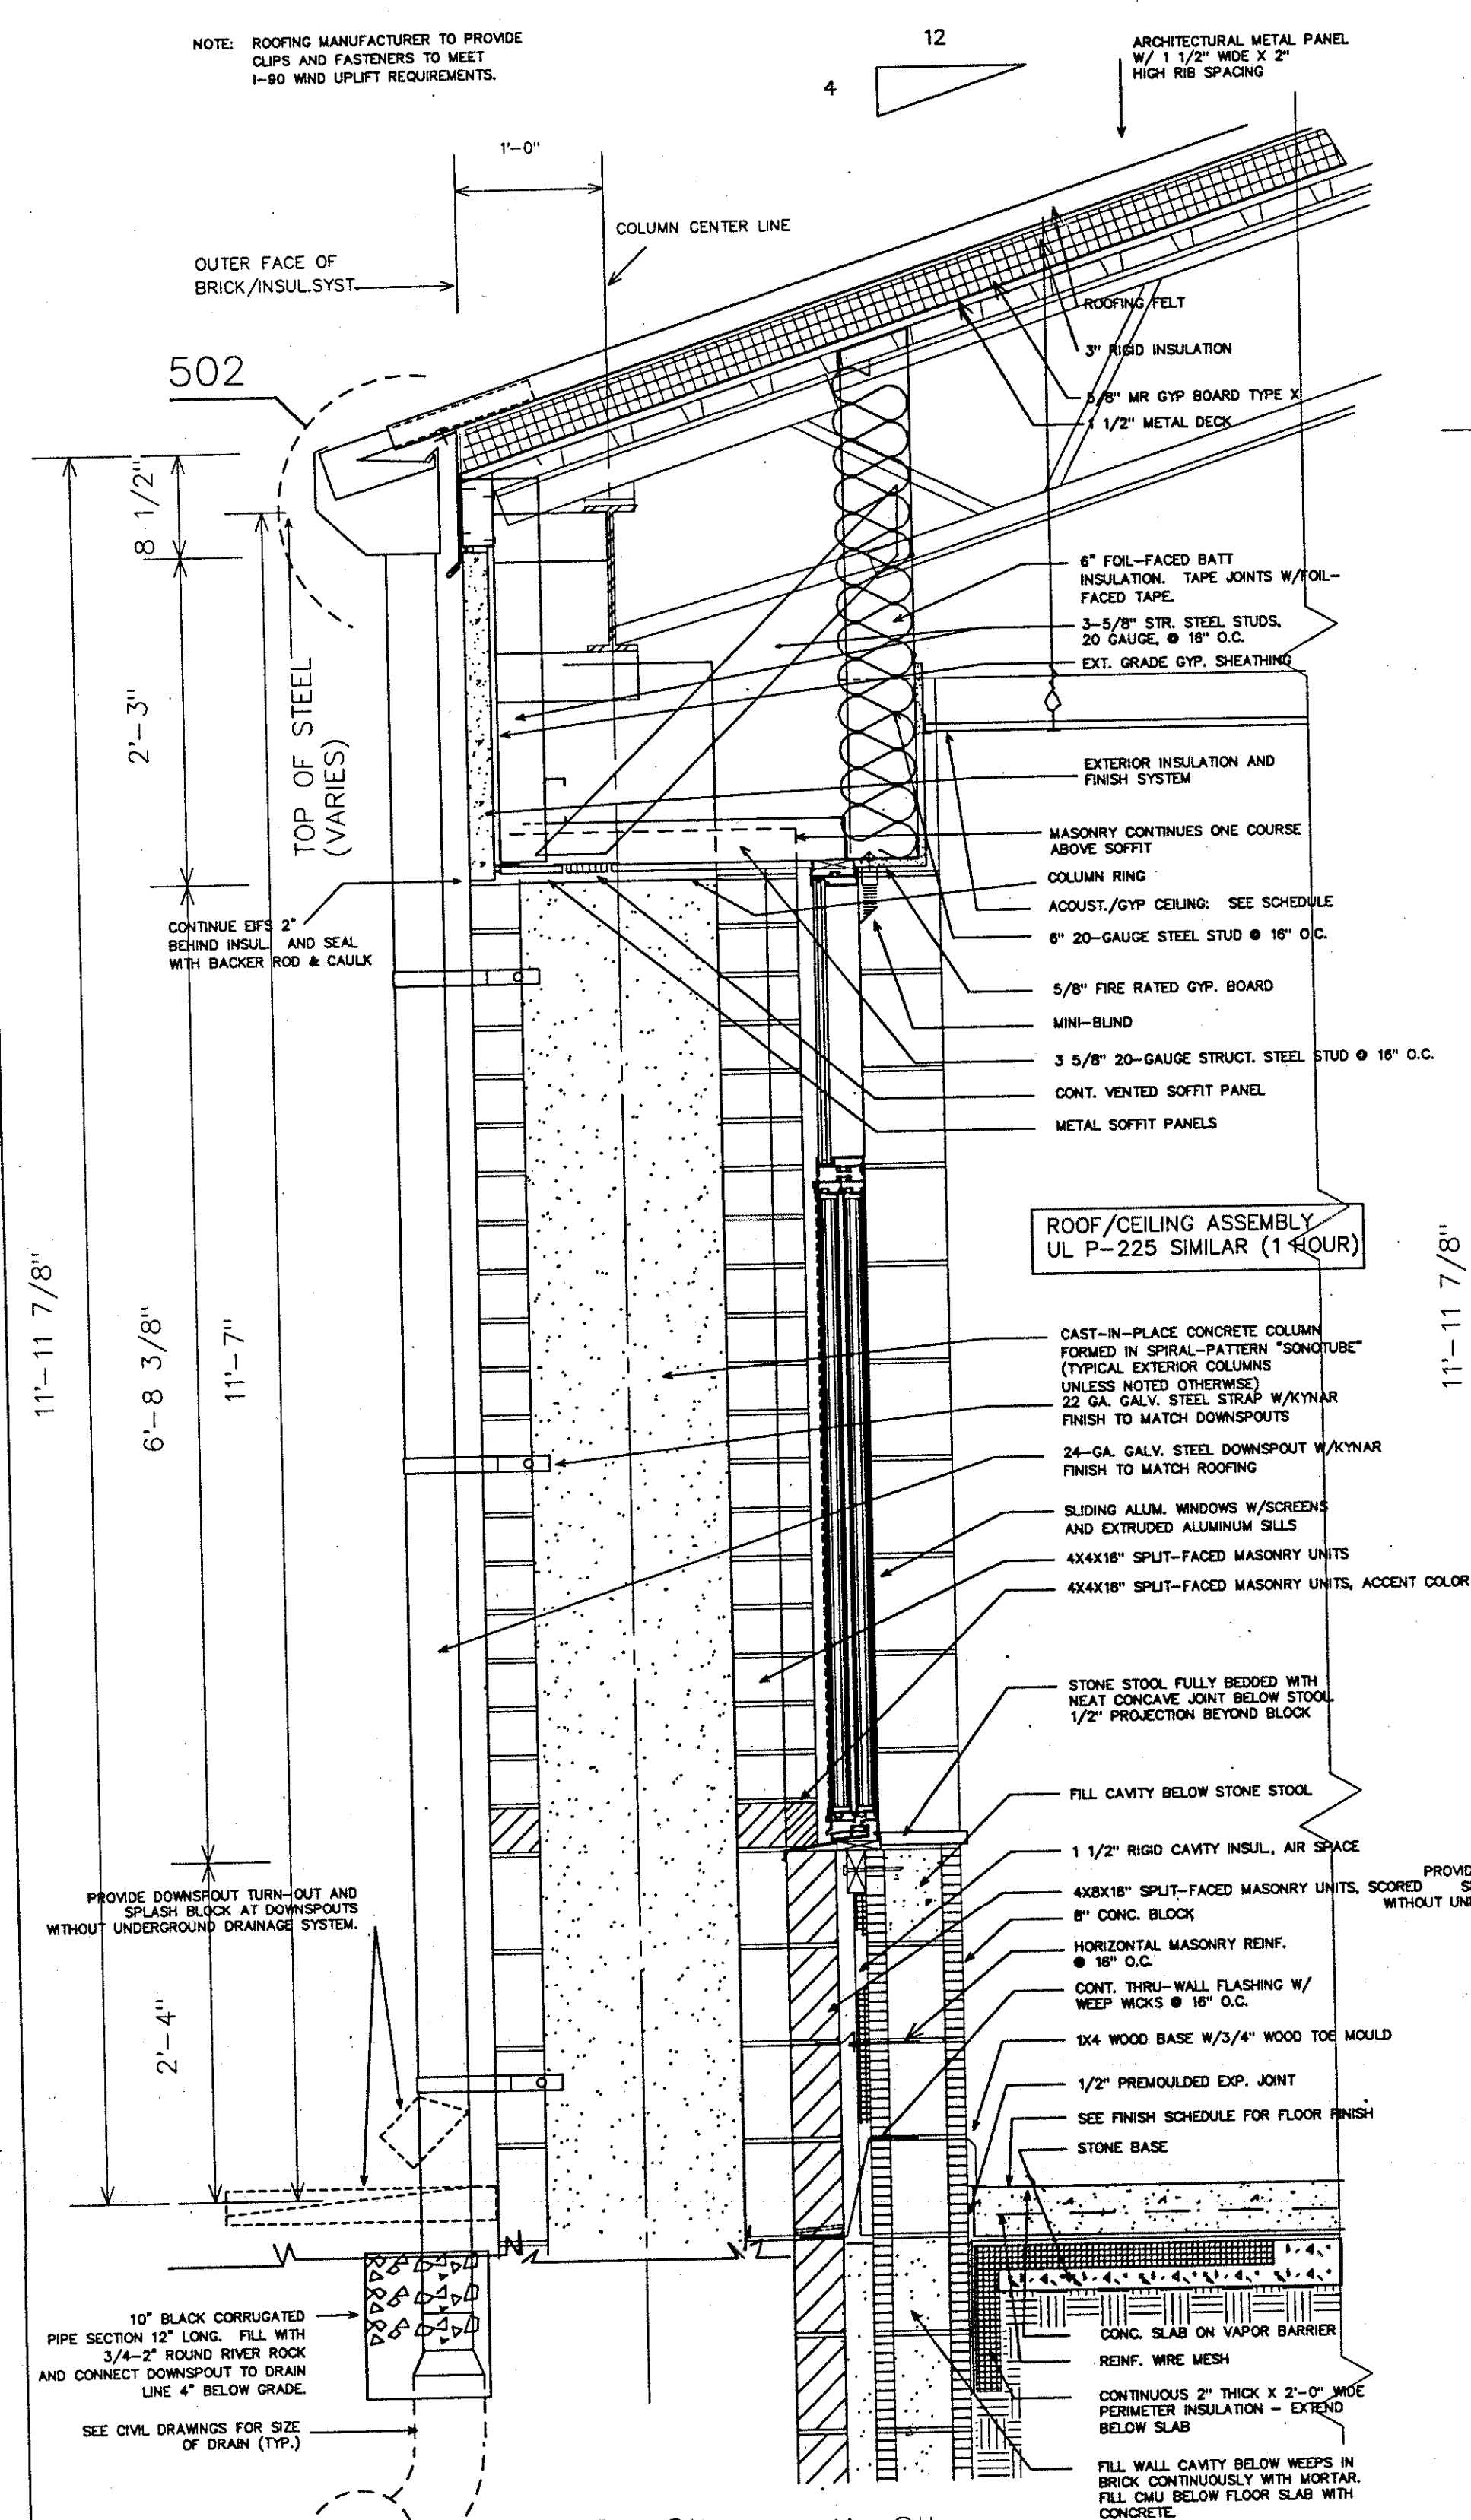 NOTE: ROOFING MANUFACTURER TO PROVIDE
CLIPS AND FASTENERS TO MEET
I-90 WIND UPLIFT REQUIREMENTS.
12
4
ARCHITECTURAL METAL PANEL
W/ 1 1/2" WIDE X 2"
HIGH RIB SPACING
1'-0"
COLUMN CENTER LINE
OUTER FACE OF
BRICK/INSUL.SYST.
502
ROOFING FELT
3" RIGID INSULATION
5/8" MR GYP BOARD TYPE X
1 1/2" METAL DECK
8 1/2"
2'-3"
TOP OF STEEL
(VARIES)
6" FOIL-FACED BATT
INSULATION. TAPE JOINTS W/FOIL-
FACED TAPE.
3-5/8" STR. STEEL STUDS,
20 GAUGE, @ 16" O.C.
EXT. GRADE GYP. SHEATHING
EXTERIOR INSULATION AND
FINISH SYSTEM
MASONRY CONTINUES ONE COURSE
ABOVE SOFFIT
COLUMN RING
ACOUST./GYP CEILING: SEE SCHEDULE
6" 20-GAUGE STEEL STUD @ 16" O.C.
CONTINUE EIFS 2"
BEHIND INSUL. AND SEAL
WITH BACKER ROD & CAULK
5/8" FIRE RATED GYP. BOARD
MINI-BLIND
3 5/8" 20-GAUGE STRUCT. STEEL STUD @ 16" O.C.
CONT. VENTED SOFFIT PANEL
METAL SOFFIT PANELS
ROOF/CEILING ASSEMBLY
UL P-225 SIMILAR (1 HOUR)
11'-11 7/8"
6'-8 3/8"
11'-7"
11'-11 7/8"
CAST-IN-PLACE CONCRETE COLUMN
FORMED IN SPIRAL-PATTERN "SONOTUBE"
(TYPICAL EXTERIOR COLUMNS
UNLESS NOTED OTHERWISE)
22 GA. GALV. STEEL STRAP W/KYNAR
FINISH TO MATCH DOWNSPOUTS
24-GA. GALV. STEEL DOWNSPOUT W/KYNAR
FINISH TO MATCH ROOFING
SLIDING ALUM. WINDOWS W/SCREENS
AND EXTRUDED ALUMINUM SILLS
4X4X16" SPLIT-FACED MASONRY UNITS
4X4X16" SPLIT-FACED MASONRY UNITS, ACCENT COLOR
STONE STOOL FULLY BEDDED WITH
NEAT CONCAVE JOINT BELOW STOOL.
1/2" PROJECTION BEYOND BLOCK
FILL CAVITY BELOW STONE STOOL
1 1/2" RIGID CAVITY INSUL., AIR SPACE
4X8X16" SPLIT-FACED MASONRY UNITS, SCORED
8" CONC. BLOCK
PROVIDE DOWNSPOUT TURN-OUT AND
SPLASH BLOCK AT DOWNSPOUTS
WITHOUT UNDERGROUND DRAINAGE SYSTEM.
HORIZONTAL MASONRY REINF.
@ 16" O.C.
CONT. THRU-WALL FLASHING W/
WEEP WICKS @ 16" O.C.
2'-4"
1X4 WOOD BASE W/3/4" WOOD TOE MOULD
1/2" PREMOULDED EXP. JOINT
SEE FINISH SCHEDULE FOR FLOOR FINISH
STONE BASE
10" BLACK CORRUGATED
PIPE SECTION 12" LONG. FILL WITH
3/4-2" ROUND RIVER ROCK
AND CONNECT DOWNSPOUT TO DRAIN
LINE 4" BELOW GRADE.
SEE CIVIL DRAWINGS FOR SIZE
OF DRAIN (TYP.)
CONC. SLAB ON VAPOR BARRIER
REINF. WIRE MESH
CONTINUOUS 2" THICK X 2'-0" WIDE
PERIMETER INSULATION - EXTEND
BELOW SLAB
FILL WALL CAVITY BELOW WEEPS IN
BRICK CONTINUOUSLY WITH MORTAR.
FILL CMU BELOW FLOOR SLAB WITH
CONCRETE.